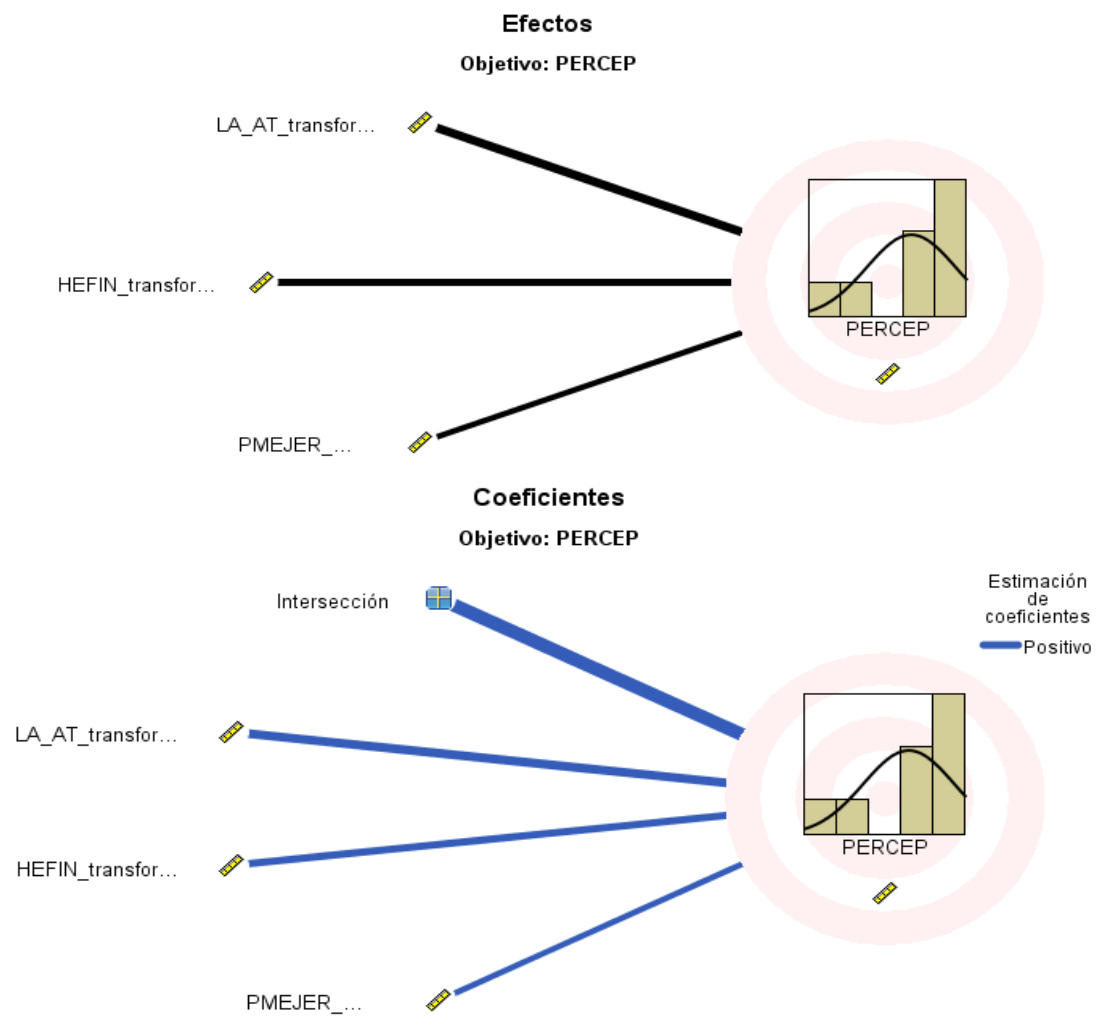 Efectos
Objetivo: PERCEP
LA_AT_transfor...
HEFIN_transfor...
PERCEP
PMEJER_...
Coeficientes
Objetivo: PERCEP
Estimación
de
coeficientes
Positivo
Intersección
LA_AT_transfor...
HEFIN_transfor...
PERCEP
PMEJER_...